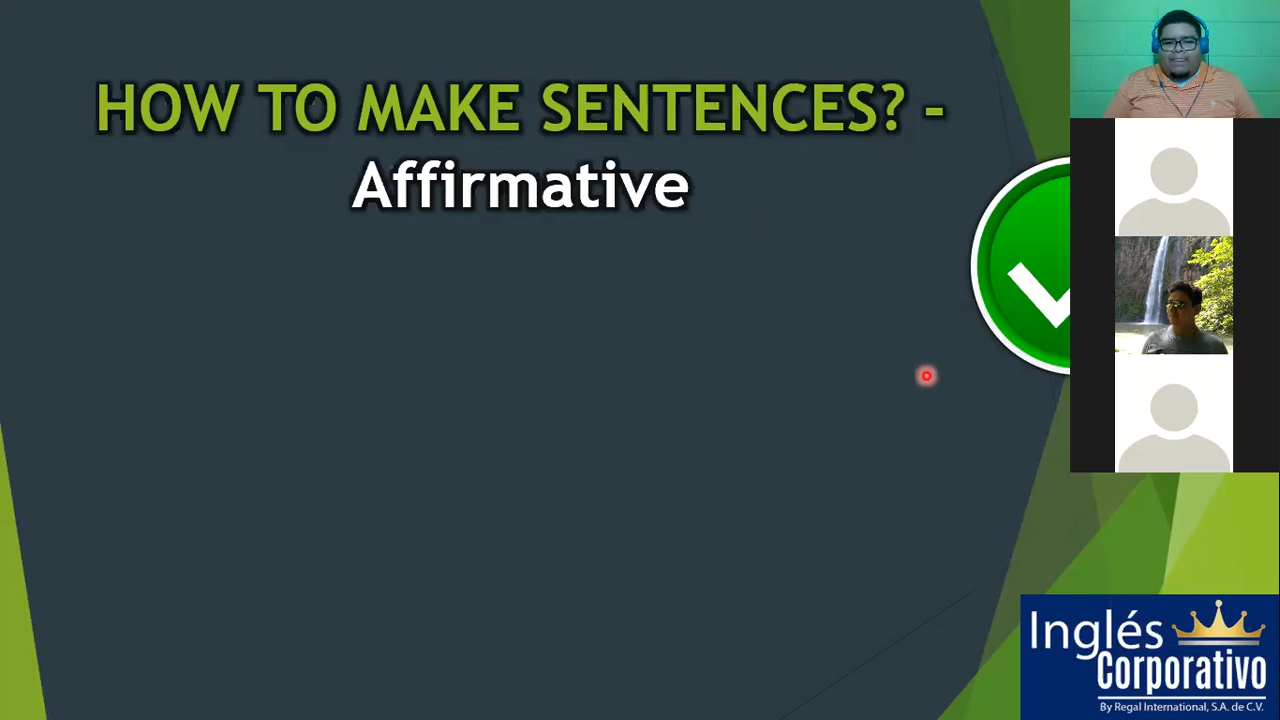 HOW TO MAKE SENTENCES? -
Affirmative
Inglés
Corporativo
By Regal International, S.A. de C.V.